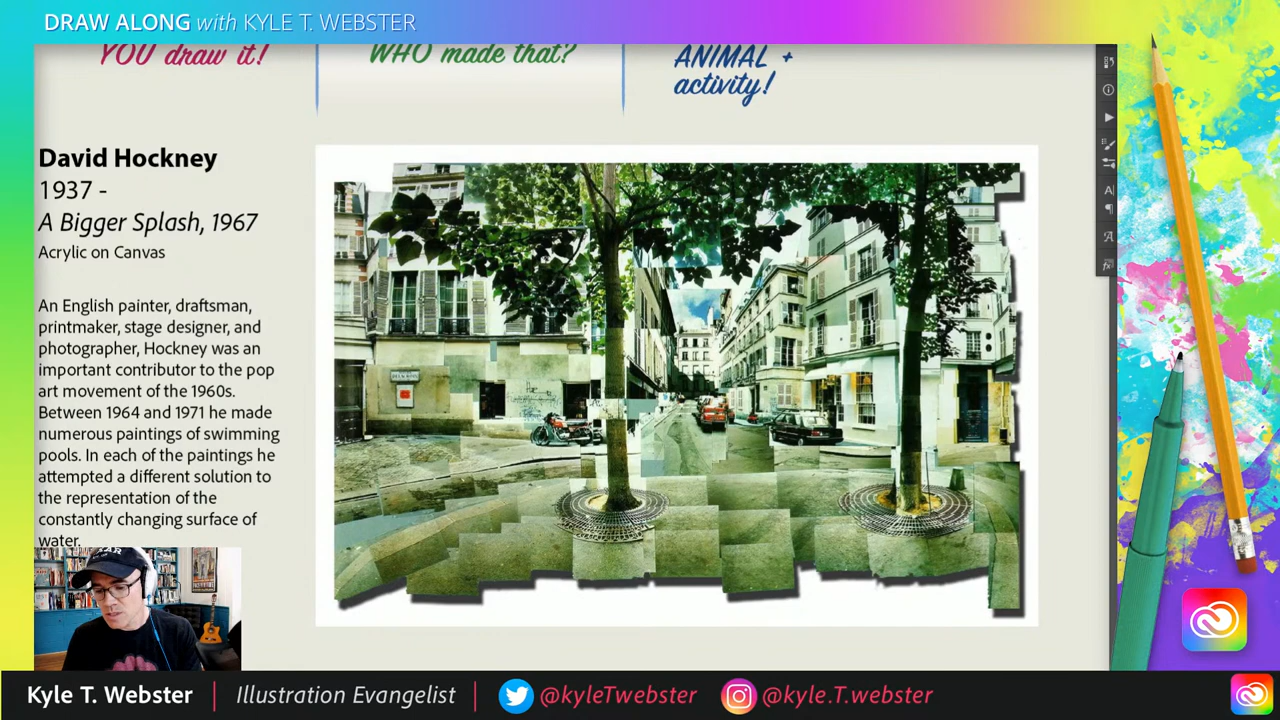 DRAW ALONG with KYLE T. WEBSTER
YOU draw it!
WHO made that?
ANIMAL +
activity!
David Hockney
1937 -
A Bigger Splash, 1967
Acrylic on Canvas
An English painter, draftsman,
printmaker, stage designer, and
photographer, Hockney was an
important contributor to the pop
art movement of the 1960s.
Between 1964 and 1971 he made
numerous paintings of swimming
pools. In each of the paintings he
attempted a different solution to
the representation of the
constantly changing surface of
water.
Kyle T. Webster | Illustration Evangelist | @kyleTwebster @kyle.T.webster